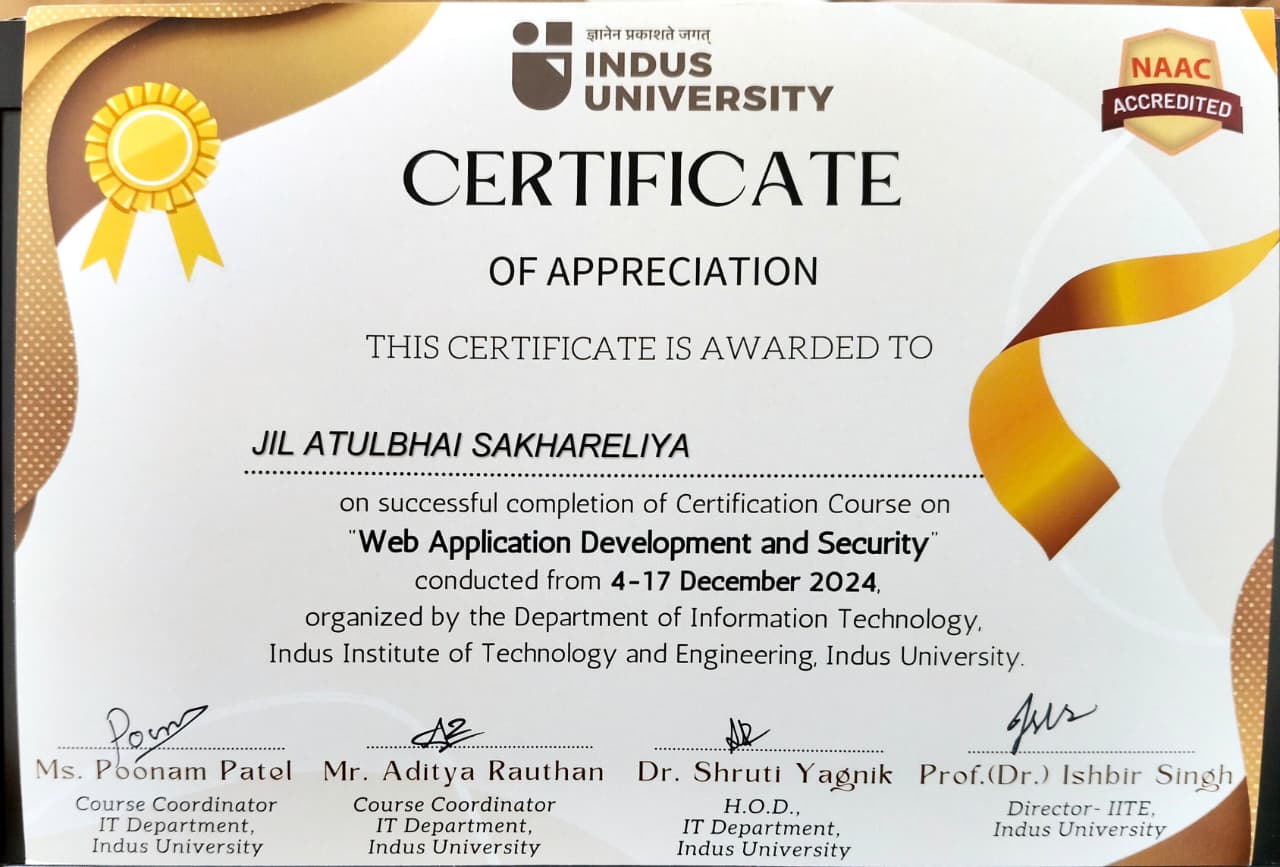 ज्ञानेन प्रकाशते जगत्
INDUS
UNIVERSITY
NAAC
ACCREDITED
CERTIFICATE
OF APPRECIATION
THIS CERTIFICATE IS AWARDED TO
JIL ATULBHAI SAKHARELIYA
on successful completion of Certification Course on
"Web Application Development and Security"
conducted from 4-17 December 2024,
organized by the Department of Information Technology,
Indus Institute of Technology and Engineering, Indus University.
Ms. Poonam Patel
Course Coordinator
IT Department,
Indus University
Mr. Aditya Rauthan
Course Coordinator
IT Department,
Indus University
Dr. Shruti Yagnik
H.O.D.,
IT Department,
Indus University
Prof.(Dr.) Ishbir Singh
Director- IITE,
Indus University